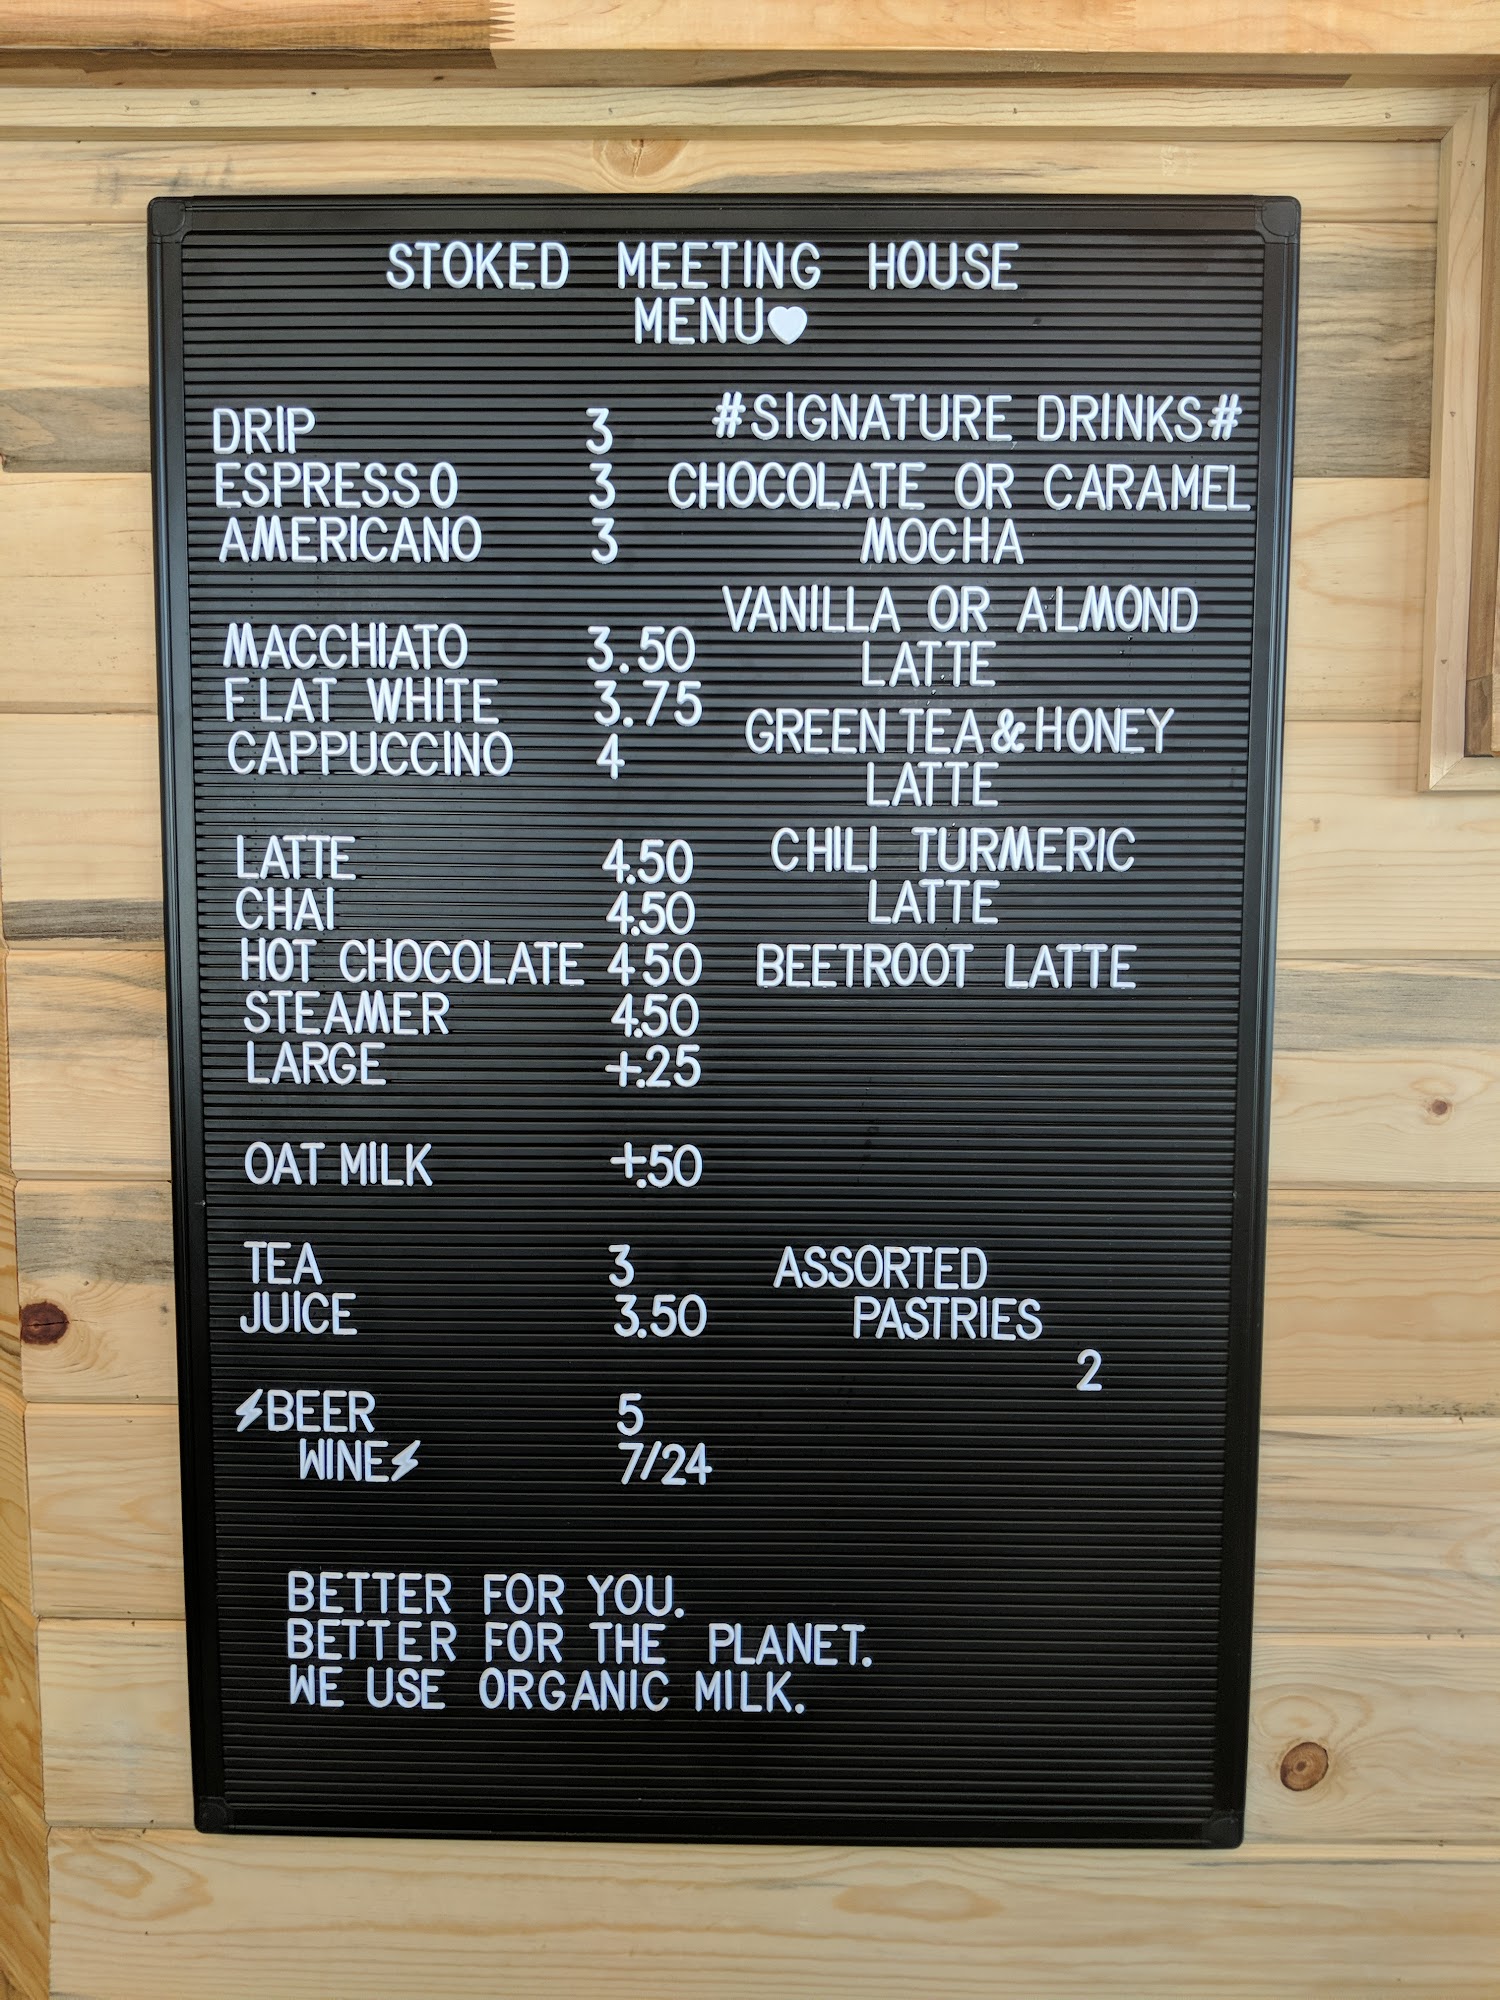 STOKED MEETING HOUSE
MENU♥
DRIP 3
ESPRESSO 3
AMERICANO 3
MACCHIATO 3.50
FLAT WHITE 3.75
CAPPUCCINO 4
LATTE 4.50
CHAI 4.50
HOT CHOCOLATE 450
STEAMER 4.50
LARGE +.25
OAT MILK +.50
TEA 3
JUICE 3.50
⚡BEER 5
WINE⚡ 7/24
#SIGNATURE DRINKS#
CHOCOLATE OR CARAMEL
MOCHA
VANILLA OR ALMOND
LATTE
GREEN TEA & HONEY
LATTE
CHILI TURMERIC
LATTE
BEETROOT LATTE
ASSORTED
PASTRIES
2
BETTER FOR YOU.
BETTER FOR THE PLANET.
WE USE ORGANIC MILK.